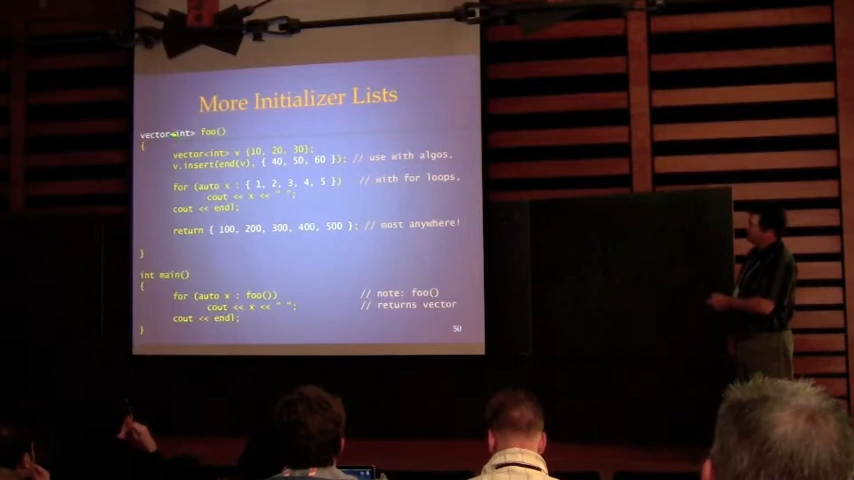 More Initializer Lists
vector<int> foo()
{
vector<int> v {10, 20, 30};
v.insert(end(v), { 40, 50, 60 }); // use with algos,
for (auto x : { 1, 2, 3, 4, 5 }) // with for loops,
cout << x << " ";
cout << endl;
return { 100, 200, 300, 400, 500 }; // most anywhere!
}
int main()
{
for (auto x : foo()) // note: foo()
cout << x << " "; // returns vector
cout << endl;
}
50